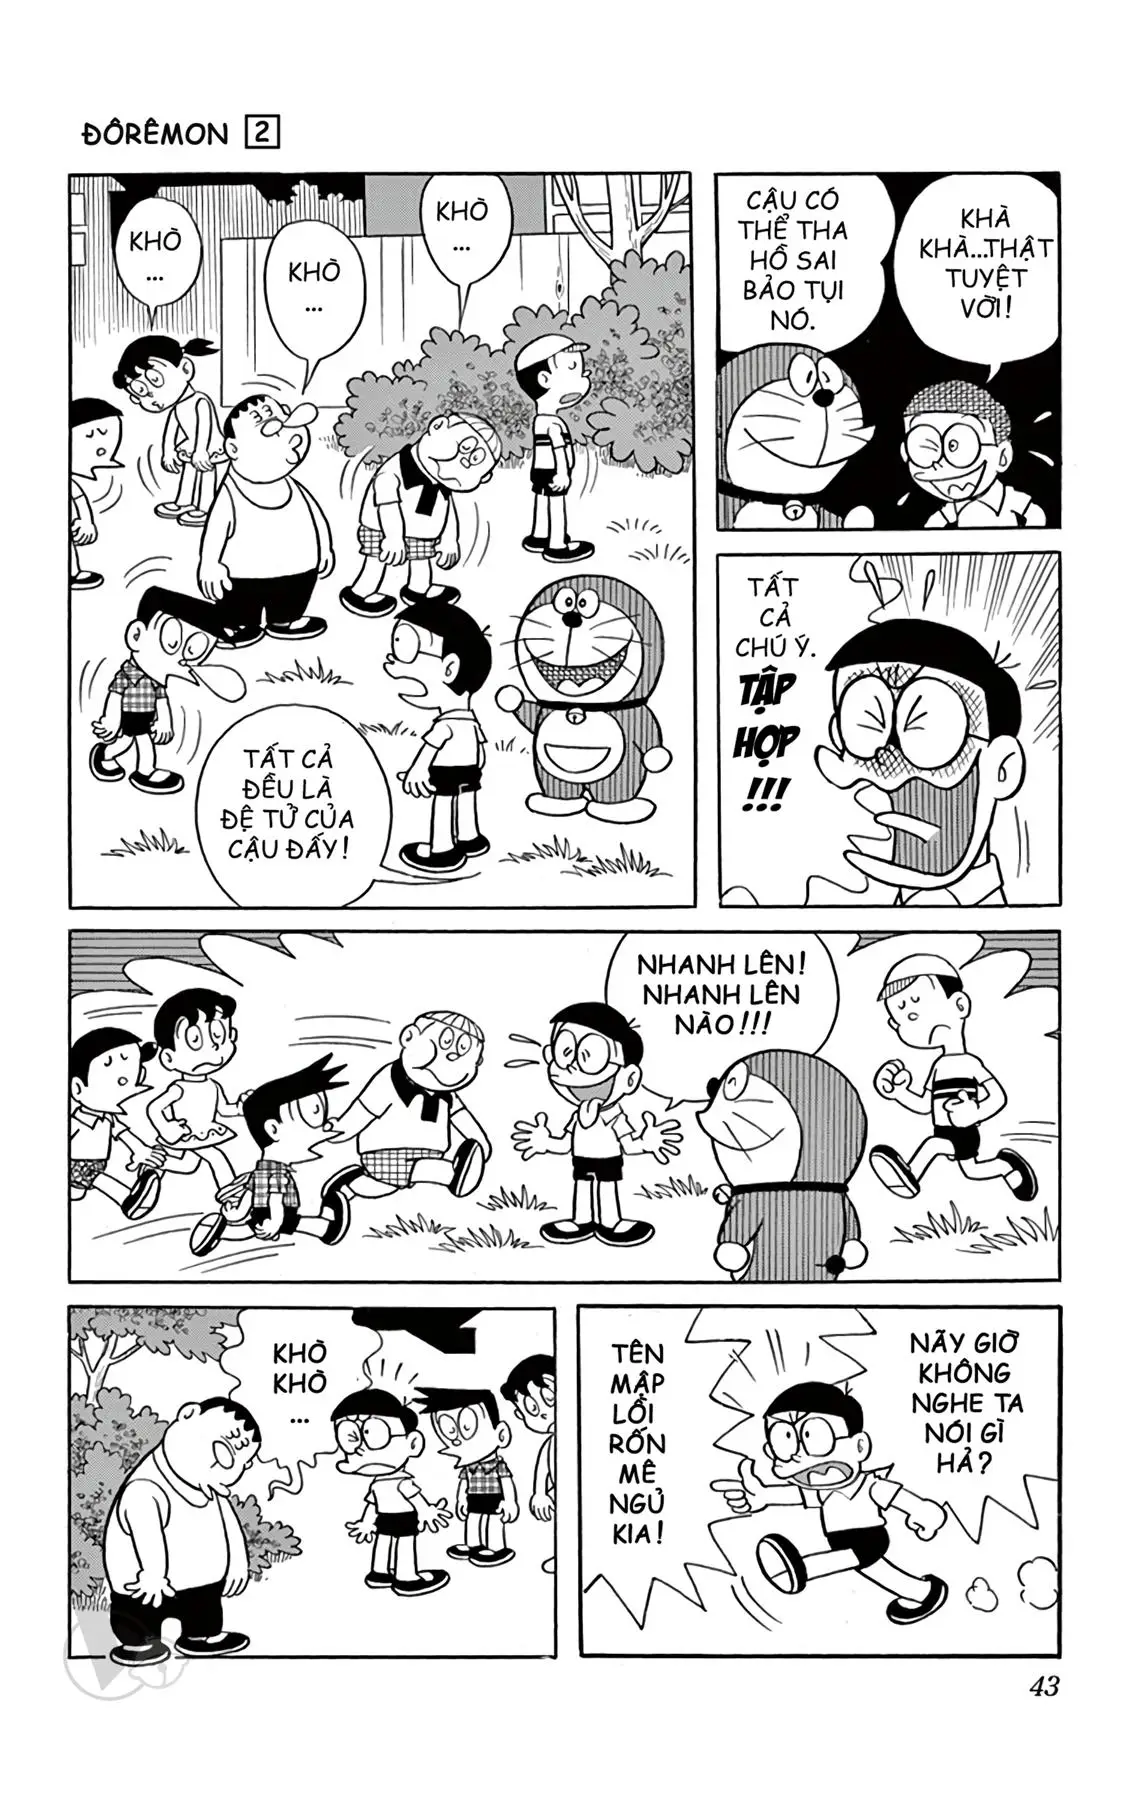 ĐÔRÊMON 2
KHÒ
...
KHÒ
...
KHÒ
...
TẤT CẢ
ĐỀU LÀ
ĐỆ TỬ CỦA
CẬU ĐẤY!
CẬU CÓ
THỂ THA
HỒ SAI
BẢO TỤI
NÓ.
KHÀ
KHÀ...THẬT
TUYỆT
VỜI!
TẤT
CẢ
CHÚ Ý.
TẬP
HỢP
!!!
NHANH LÊN!
NHANH LÊN
NÀO!!!
KHÒ
KHÒ
...
TÊN
MẬP
LỒI
RỐN
MÊ
NGỦ
KIA!
NÃY GIỜ
KHÔNG
NGHE TA
NÓI GÌ
HẢ?
43